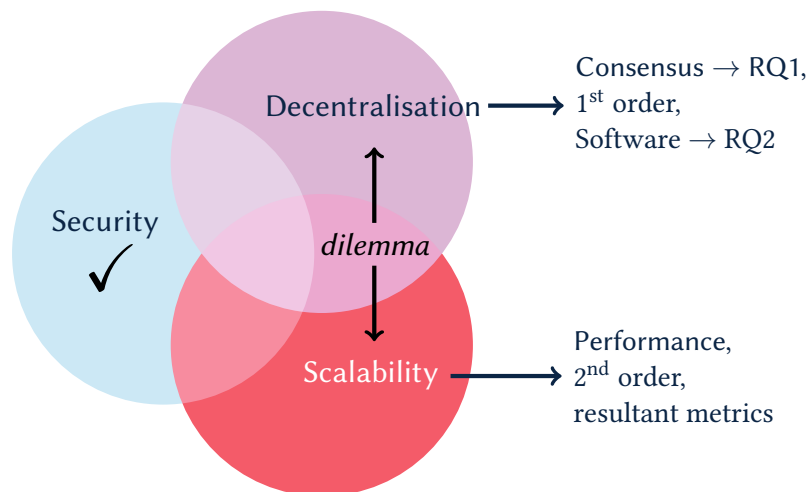 Decentralisation
Consensus → RQ1,
1st order,
Software → RQ2
Security
dilemma
Scalability
Performance,
2nd order,
resultant metrics